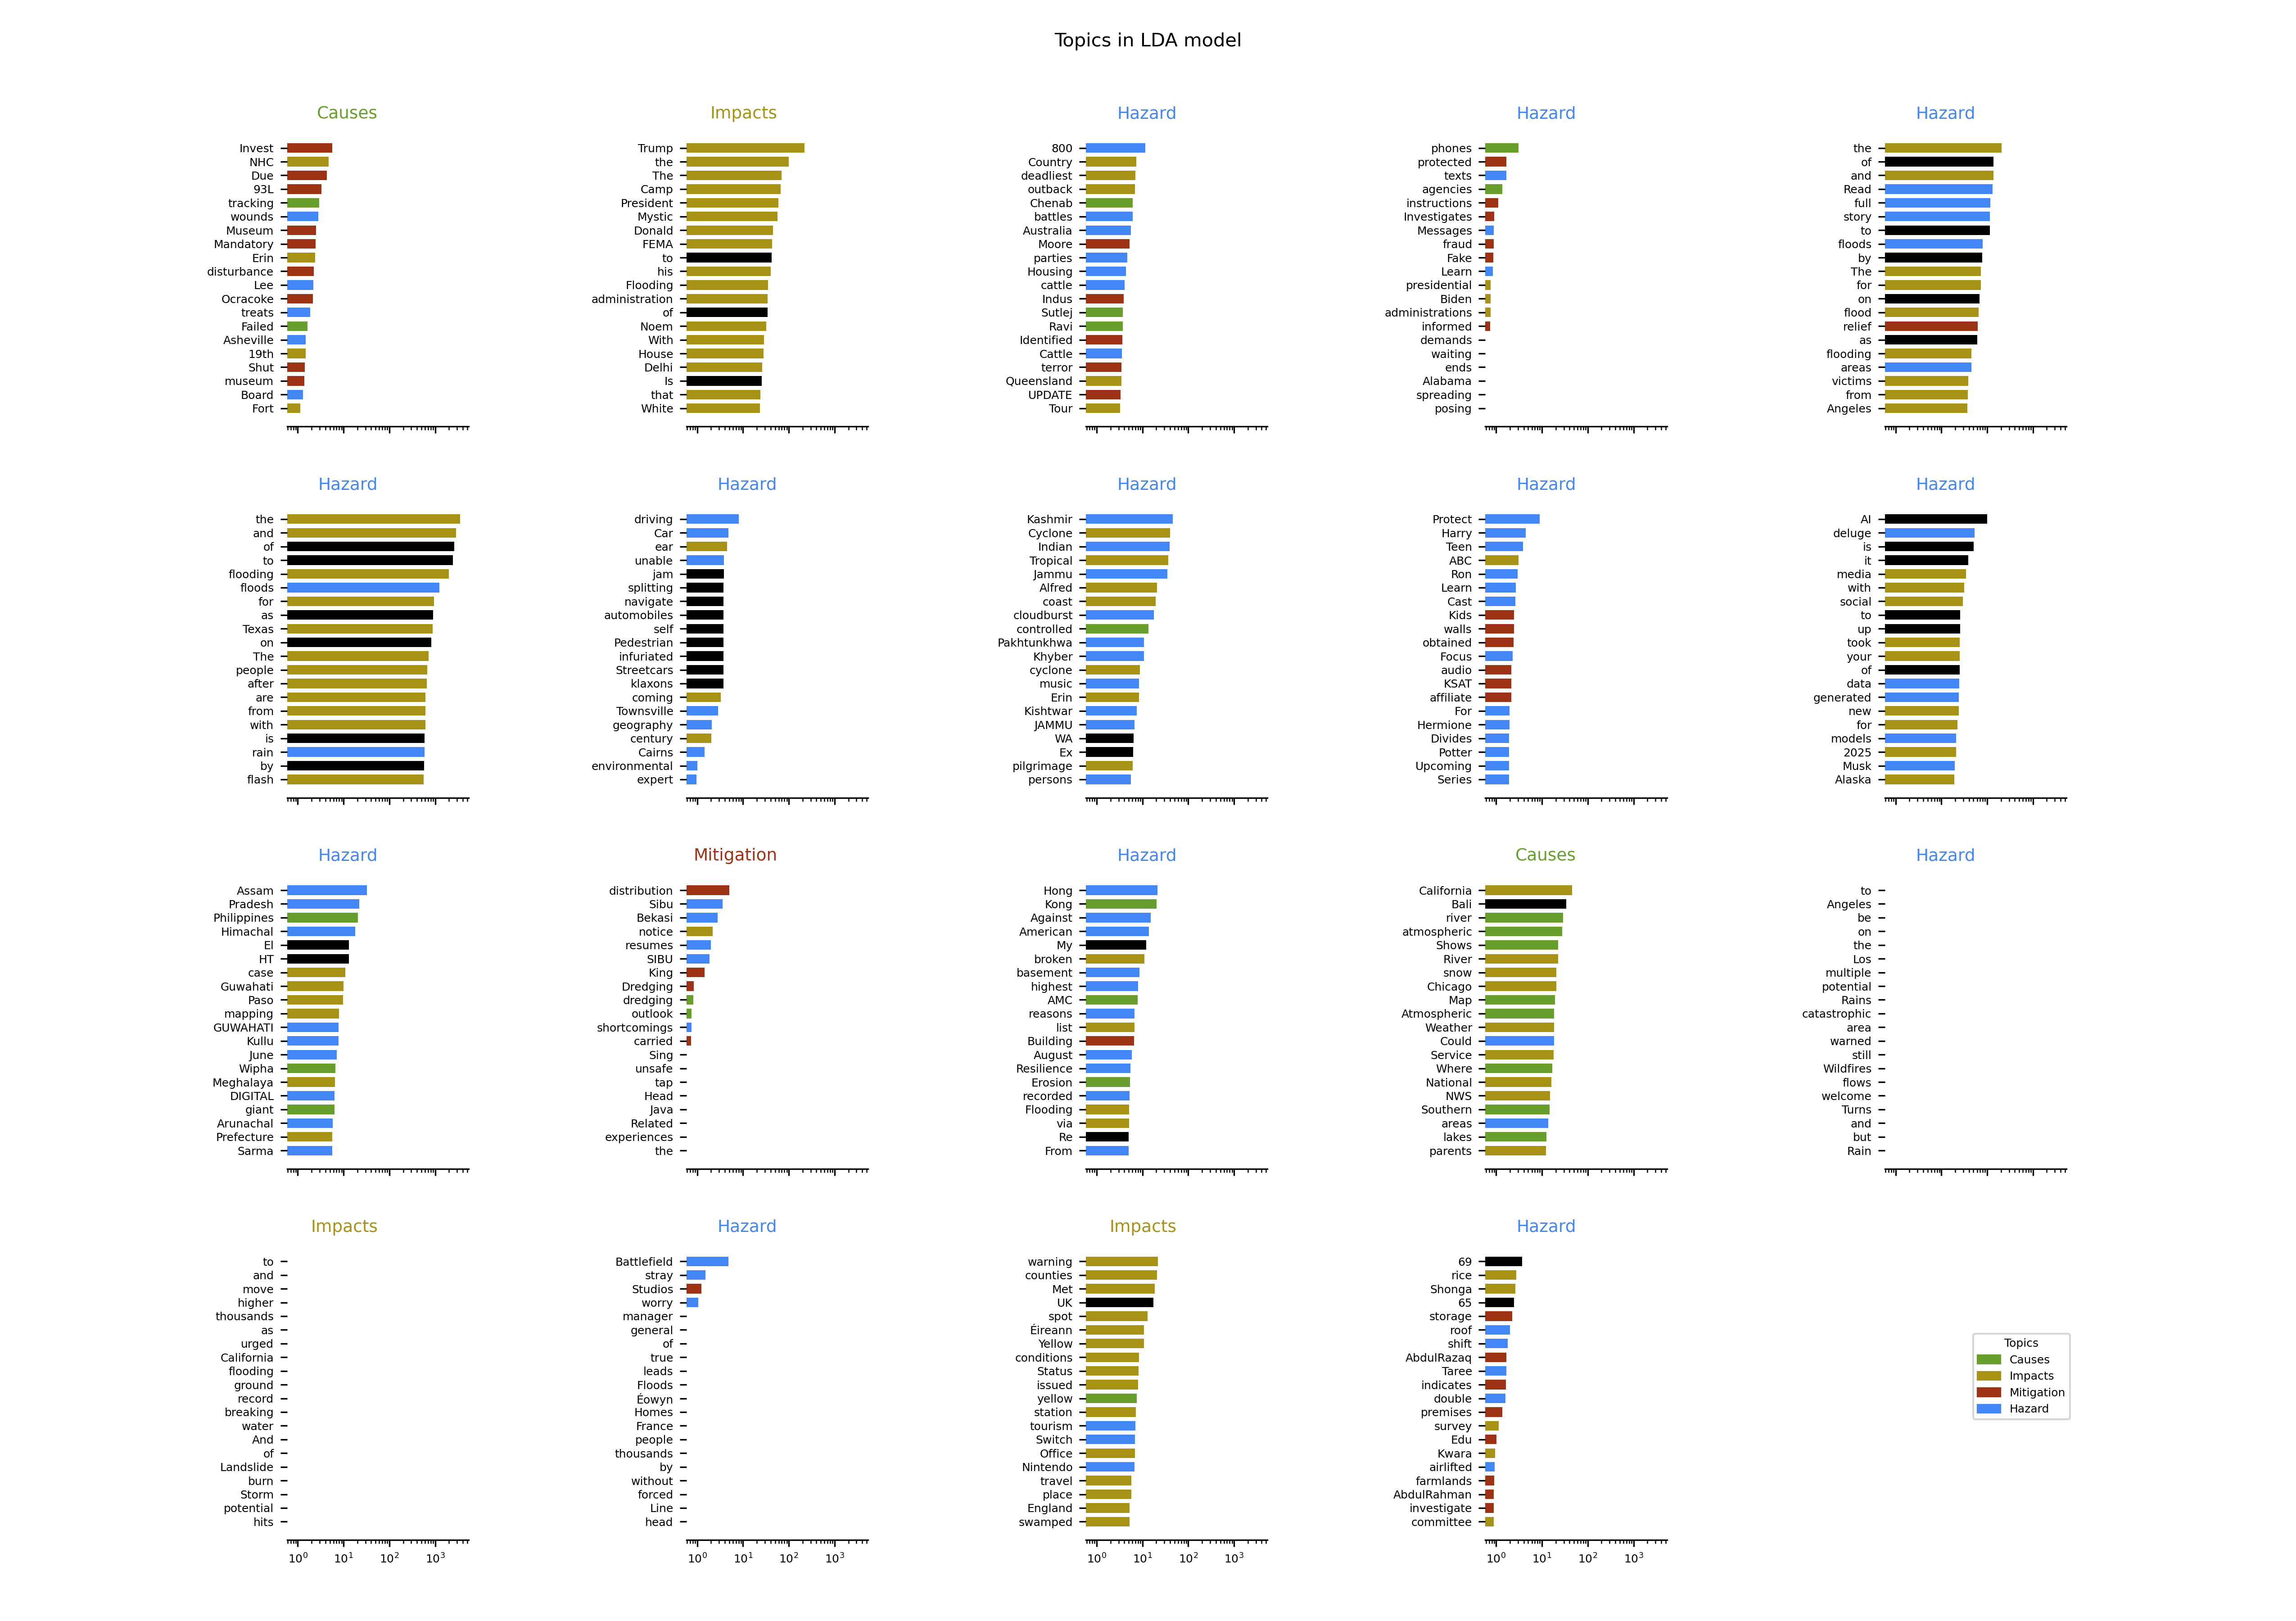 Topics in LDA model
Causes
Invest
NHC
Due
93L
tracking
wounds
Museum
Mandatory
Erin
disturbance
Lee
Ocracoke
treats
Failed
Asheville
19th
Shut
museum
Board
Fort
Impacts
Trump
the
The
Camp
President
Mystic
Donald
FEMA
to
his
Flooding
administration
of
Noem
With
House
Delhi
Is
that
White
Hazard
800
Country
deadliest
outback
Chenab
battles
Australia
Moore
parties
Housing
cattle
Indus
Sutlej
Ravi
Identified
Cattle
terror
Queensland
UPDATE
Tour
Hazard
phones
protected
texts
agencies
instructions
Investigates
Messages
fraud
Fake
Learn
presidential
Biden
administrations
informed
demands
waiting
ends
Alabama
spreading
posing
Hazard
the
of
and
Read
full
story
to
floods
by
The
for
on
flood
relief
as
flooding
areas
victims
from
Angeles
Hazard
the
and
of
to
flooding
floods
for
as
Texas
on
The
people
after
are
from
with
is
rain
by
flash
Hazard
driving
Car
ear
unable
jam
splitting
navigate
automobiles
self
Pedestrian
infuriated
Streetcars
klaxons
coming
Townsville
geography
century
Cairns
environmental
expert
Hazard
Kashmir
Cyclone
Indian
Tropical
Jammu
Alfred
coast
cloudburst
controlled
Pakhtunkhwa
Khyber
cyclone
music
Erin
Kishtwar
JAMMU
WA
Ex
pilgrimage
persons
Hazard
Protect
Harry
Teen
ABC
Ron
Learn
Cast
Kids
walls
obtained
Focus
audio
KSAT
affiliate
For
Hermione
Divides
Potter
Upcoming
Series
Hazard
AI
deluge
is
it
media
with
social
to
up
took
your
of
data
generated
new
for
models
2025
Musk
Alaska
Hazard
Assam
Pradesh
Philippines
Himachal
El
HT
case
Guwahati
Paso
mapping
GUWAHATI
Kullu
June
Wipha
Meghalaya
DIGITAL
giant
Arunachal
Prefecture
Sarma
Mitigation
distribution
Sibu
Bekasi
notice
resumes
SIBU
King
Dredging
dredging
outlook
shortcomings
carried
Sing
unsafe
tap
Head
Java
Related
experiences
the
Hazard
Hong
Kong
Against
American
My
broken
basement
highest
AMC
reasons
list
Building
August
Resilience
Erosion
recorded
Flooding
via
Re
From
Causes
California
Bali
river
atmospheric
Shows
River
snow
Chicago
Map
Atmospheric
Weather
Could
Service
Where
National
NWS
Southern
areas
lakes
parents
Hazard
to
Angeles
be
on
the
Los
multiple
potential
Rains
catastrophic
area
warned
still
Wildfires
flows
welcome
Turns
and
but
Rain
Impacts
to
and
move
higher
thousands
as
urged
California
flooding
ground
record
breaking
water
And
of
Landslide
burn
Storm
potential
hits
10⁰ 10¹ 10² 10³
Hazard
Battlefield
stray
Studios
worry
manager
general
of
true
leads
Floods
Éowyn
Homes
France
people
thousands
by
without
forced
Line
head
10⁰ 10¹ 10² 10³
Impacts
warning
counties
Met
UK
spot
Éireann
Yellow
conditions
Status
issued
yellow
station
tourism
Switch
Office
Nintendo
travel
place
England
swamped
10⁰ 10¹ 10² 10³
Hazard
69
rice
Shonga
65
storage
roof
shift
AbdulRazaq
Taree
indicates
double
premises
survey
Edu
Kwara
airlifted
farmlands
AbdulRahman
investigate
committee
10⁰ 10¹ 10² 10³
Topics
Causes
Impacts
Mitigation
Hazard